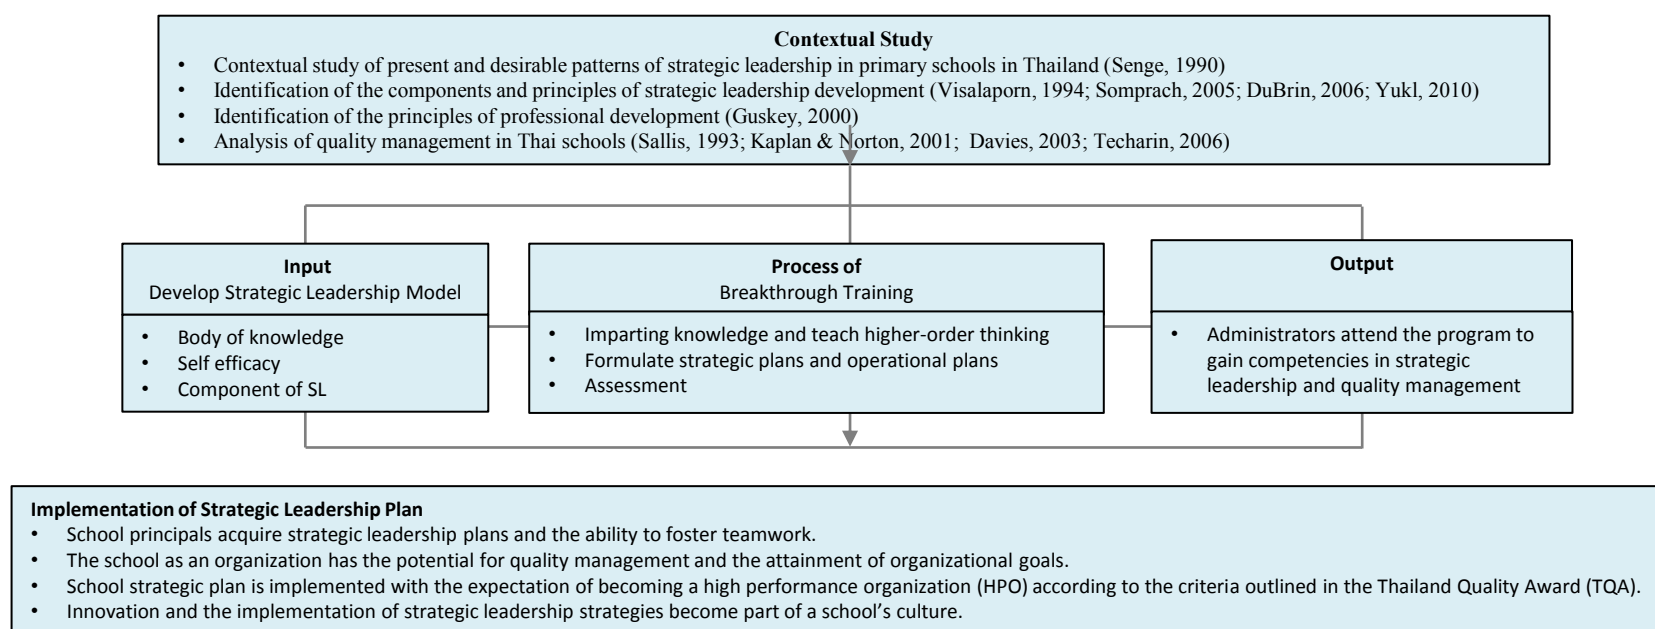 Contextual Study
• Contextual study of present and desirable patterns of strategic leadership in primary schools in Thailand (Senge, 1990)
• Identification of the components and principles of strategic leadership development (Visalaporn, 1994; Somprach, 2005; DuBrin, 2006; Yukl, 2010)
• Identification of the principles of professional development (Guskey, 2000)
• Analysis of quality management in Thai schools (Sallis, 1993; Kaplan & Norton, 2001; Davies, 2003; Techarin, 2006)
Input
Develop Strategic Leadership Model
• Body of knowledge
• Self efficacy
• Component of SL
Process of
Breakthrough Training
• Imparting knowledge and teach higher-order thinking
• Formulate strategic plans and operational plans
• Assessment
Output
• Administrators attend the program to
gain competencies in strategic
leadership and quality management
Implementation of Strategic Leadership Plan
• School principals acquire strategic leadership plans and the ability to foster teamwork.
• The school as an organization has the potential for quality management and the attainment of organizational goals.
• School strategic plan is implemented with the expectation of becoming a high performance organization (HPO) according to the criteria outlined in the Thailand Quality Award (TQA).
• Innovation and the implementation of strategic leadership strategies become part of a school's culture.